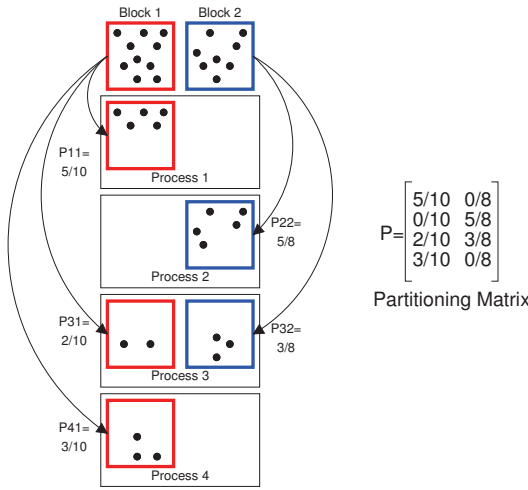 Block 1
Block 2
P11=
5/10
Process 1
P22=
5/8
Process 2
P31=
2/10
P32=
3/8
Process 3
P41=
3/10
Process 4
P=
5/10 0/8
0/10 5/8
2/10 3/8
3/10 0/8
Partitioning Matrix